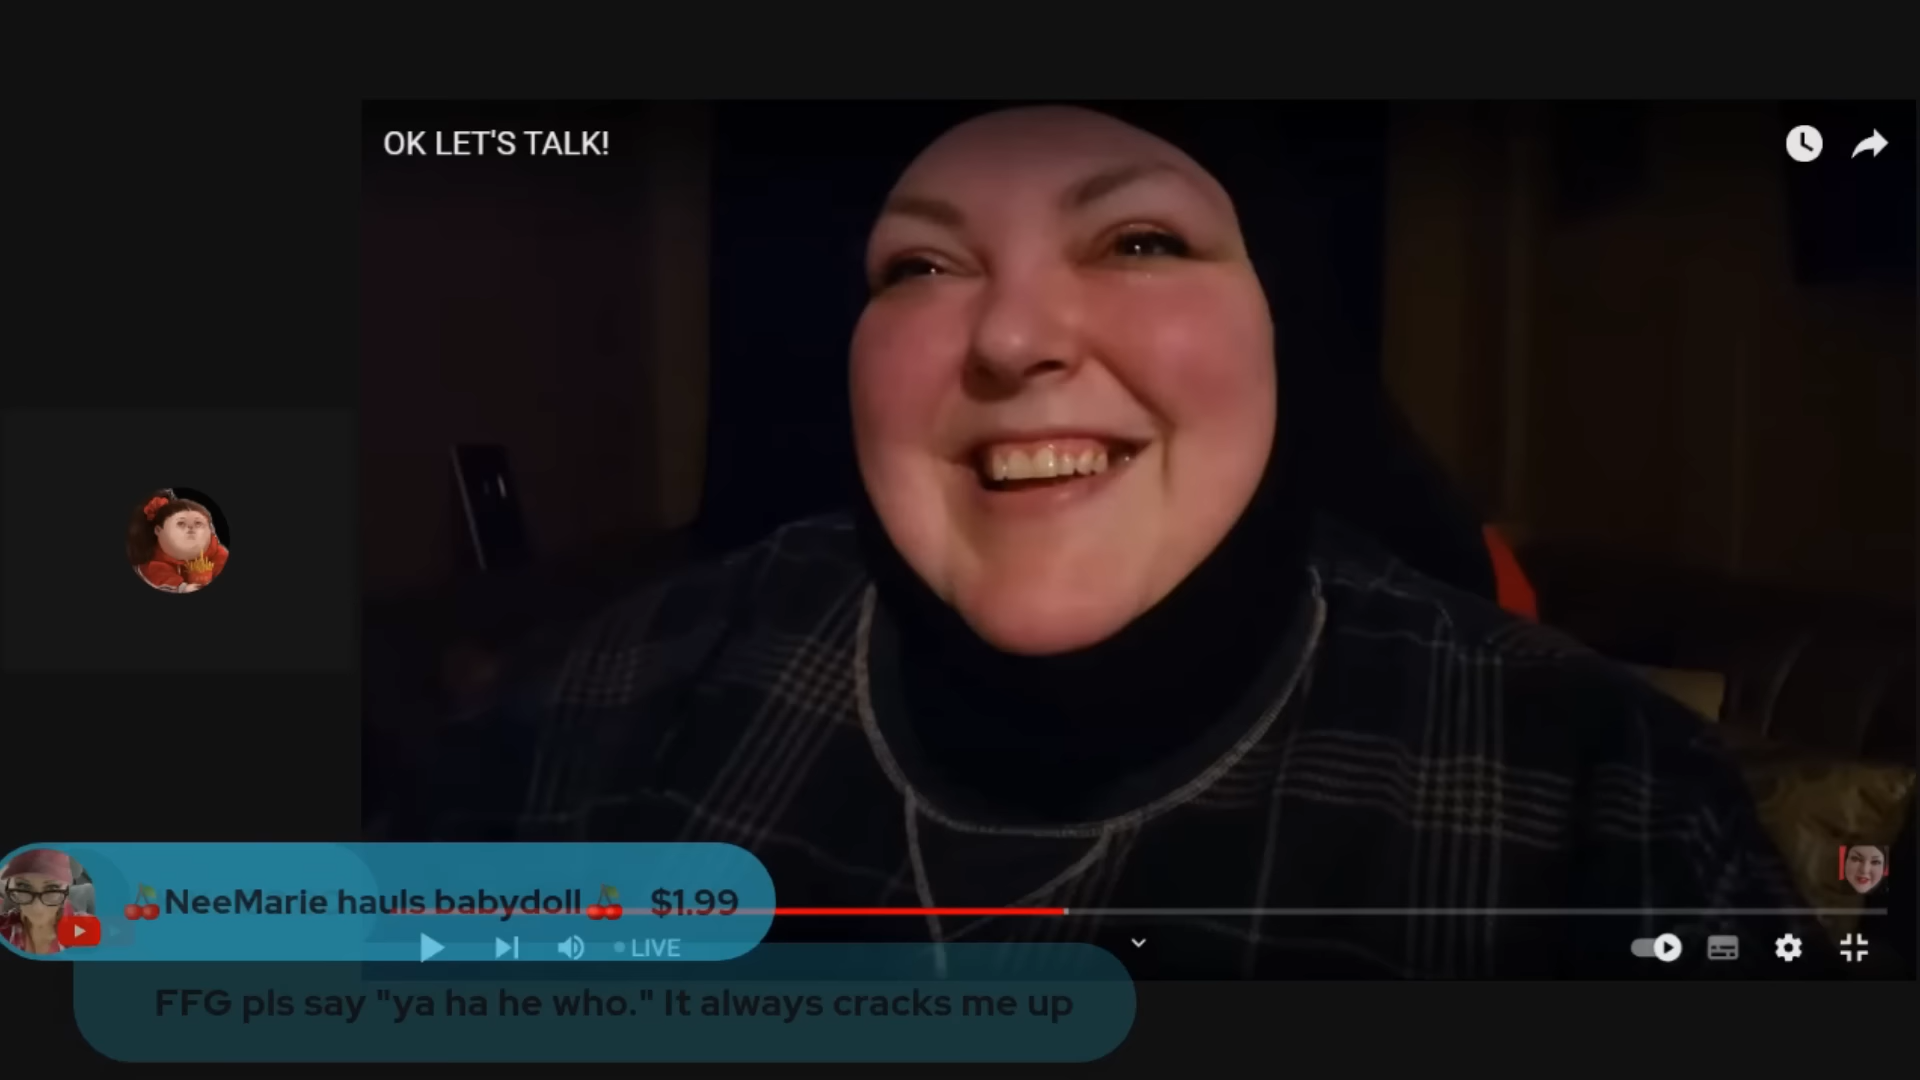 OK LET'S TALK!
🍒NeeMarie hauls babydoll🍒 $1.99
LIVE
FFG pls say "ya ha he who." It always cracks me up